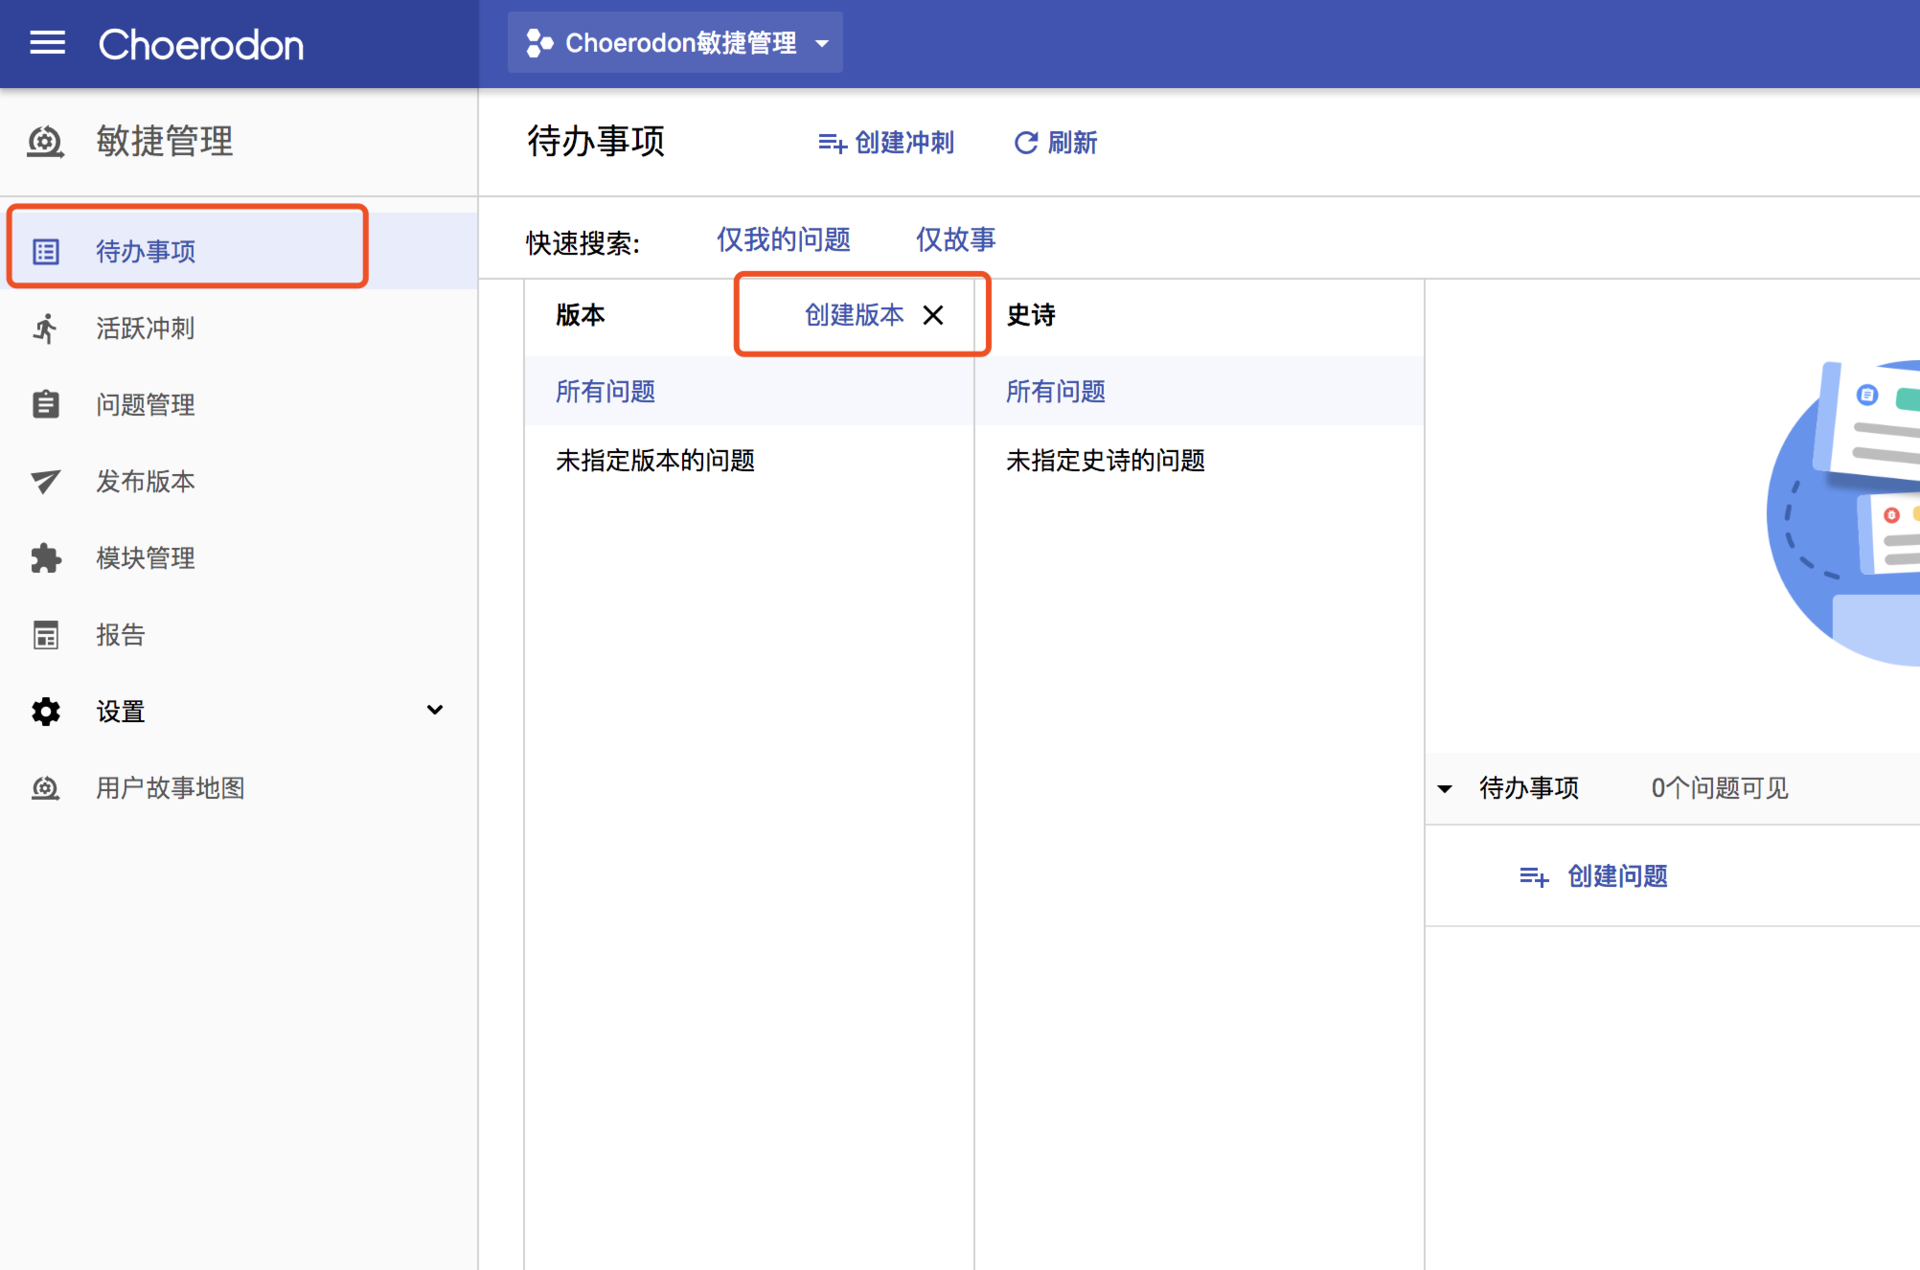 Choerodon
Choerodon敏捷管理
敏捷管理
待办事项
创建冲刺
刷新
待办事项
活跃冲刺
问题管理
发布版本
模块管理
报告
设置
用户故事地图
快速搜索:
仅我的问题
仅故事
版本
创建版本
史诗
所有问题
所有问题
未指定版本的问题
未指定史诗的问题
待办事项
0个问题可见
创建问题